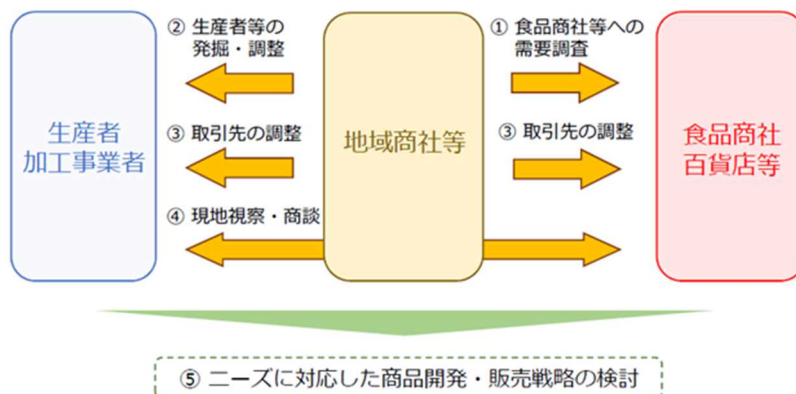 ② 生産者等の
発掘・調整
① 食品商社等への
需要調査
生産者
加工事業者
③ 取引先の調整
地域商社等
③ 取引先の調整
食品商社
百貨店等
④ 現地視察・商談
⑤ ニーズに対応した商品開発・販売戦略の検討